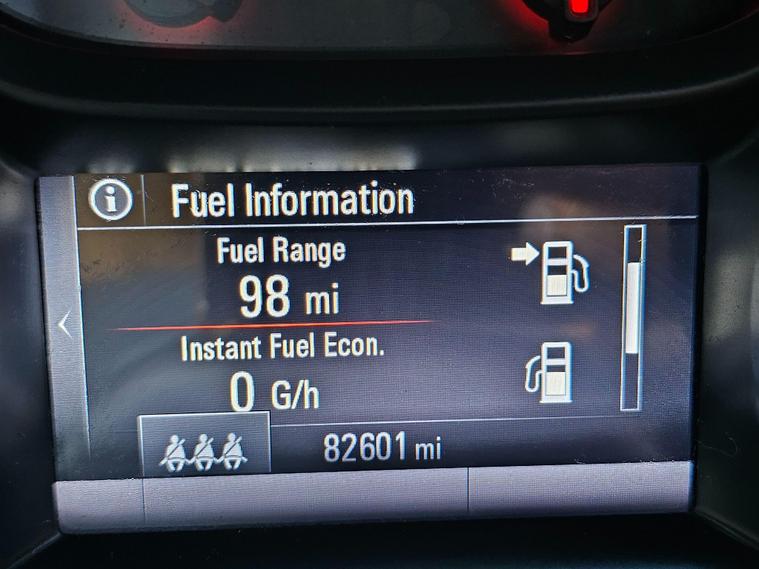 Fuel Information
Fuel Range
98 mi
Instant Fuel Econ.
0 G/h
82601 mi